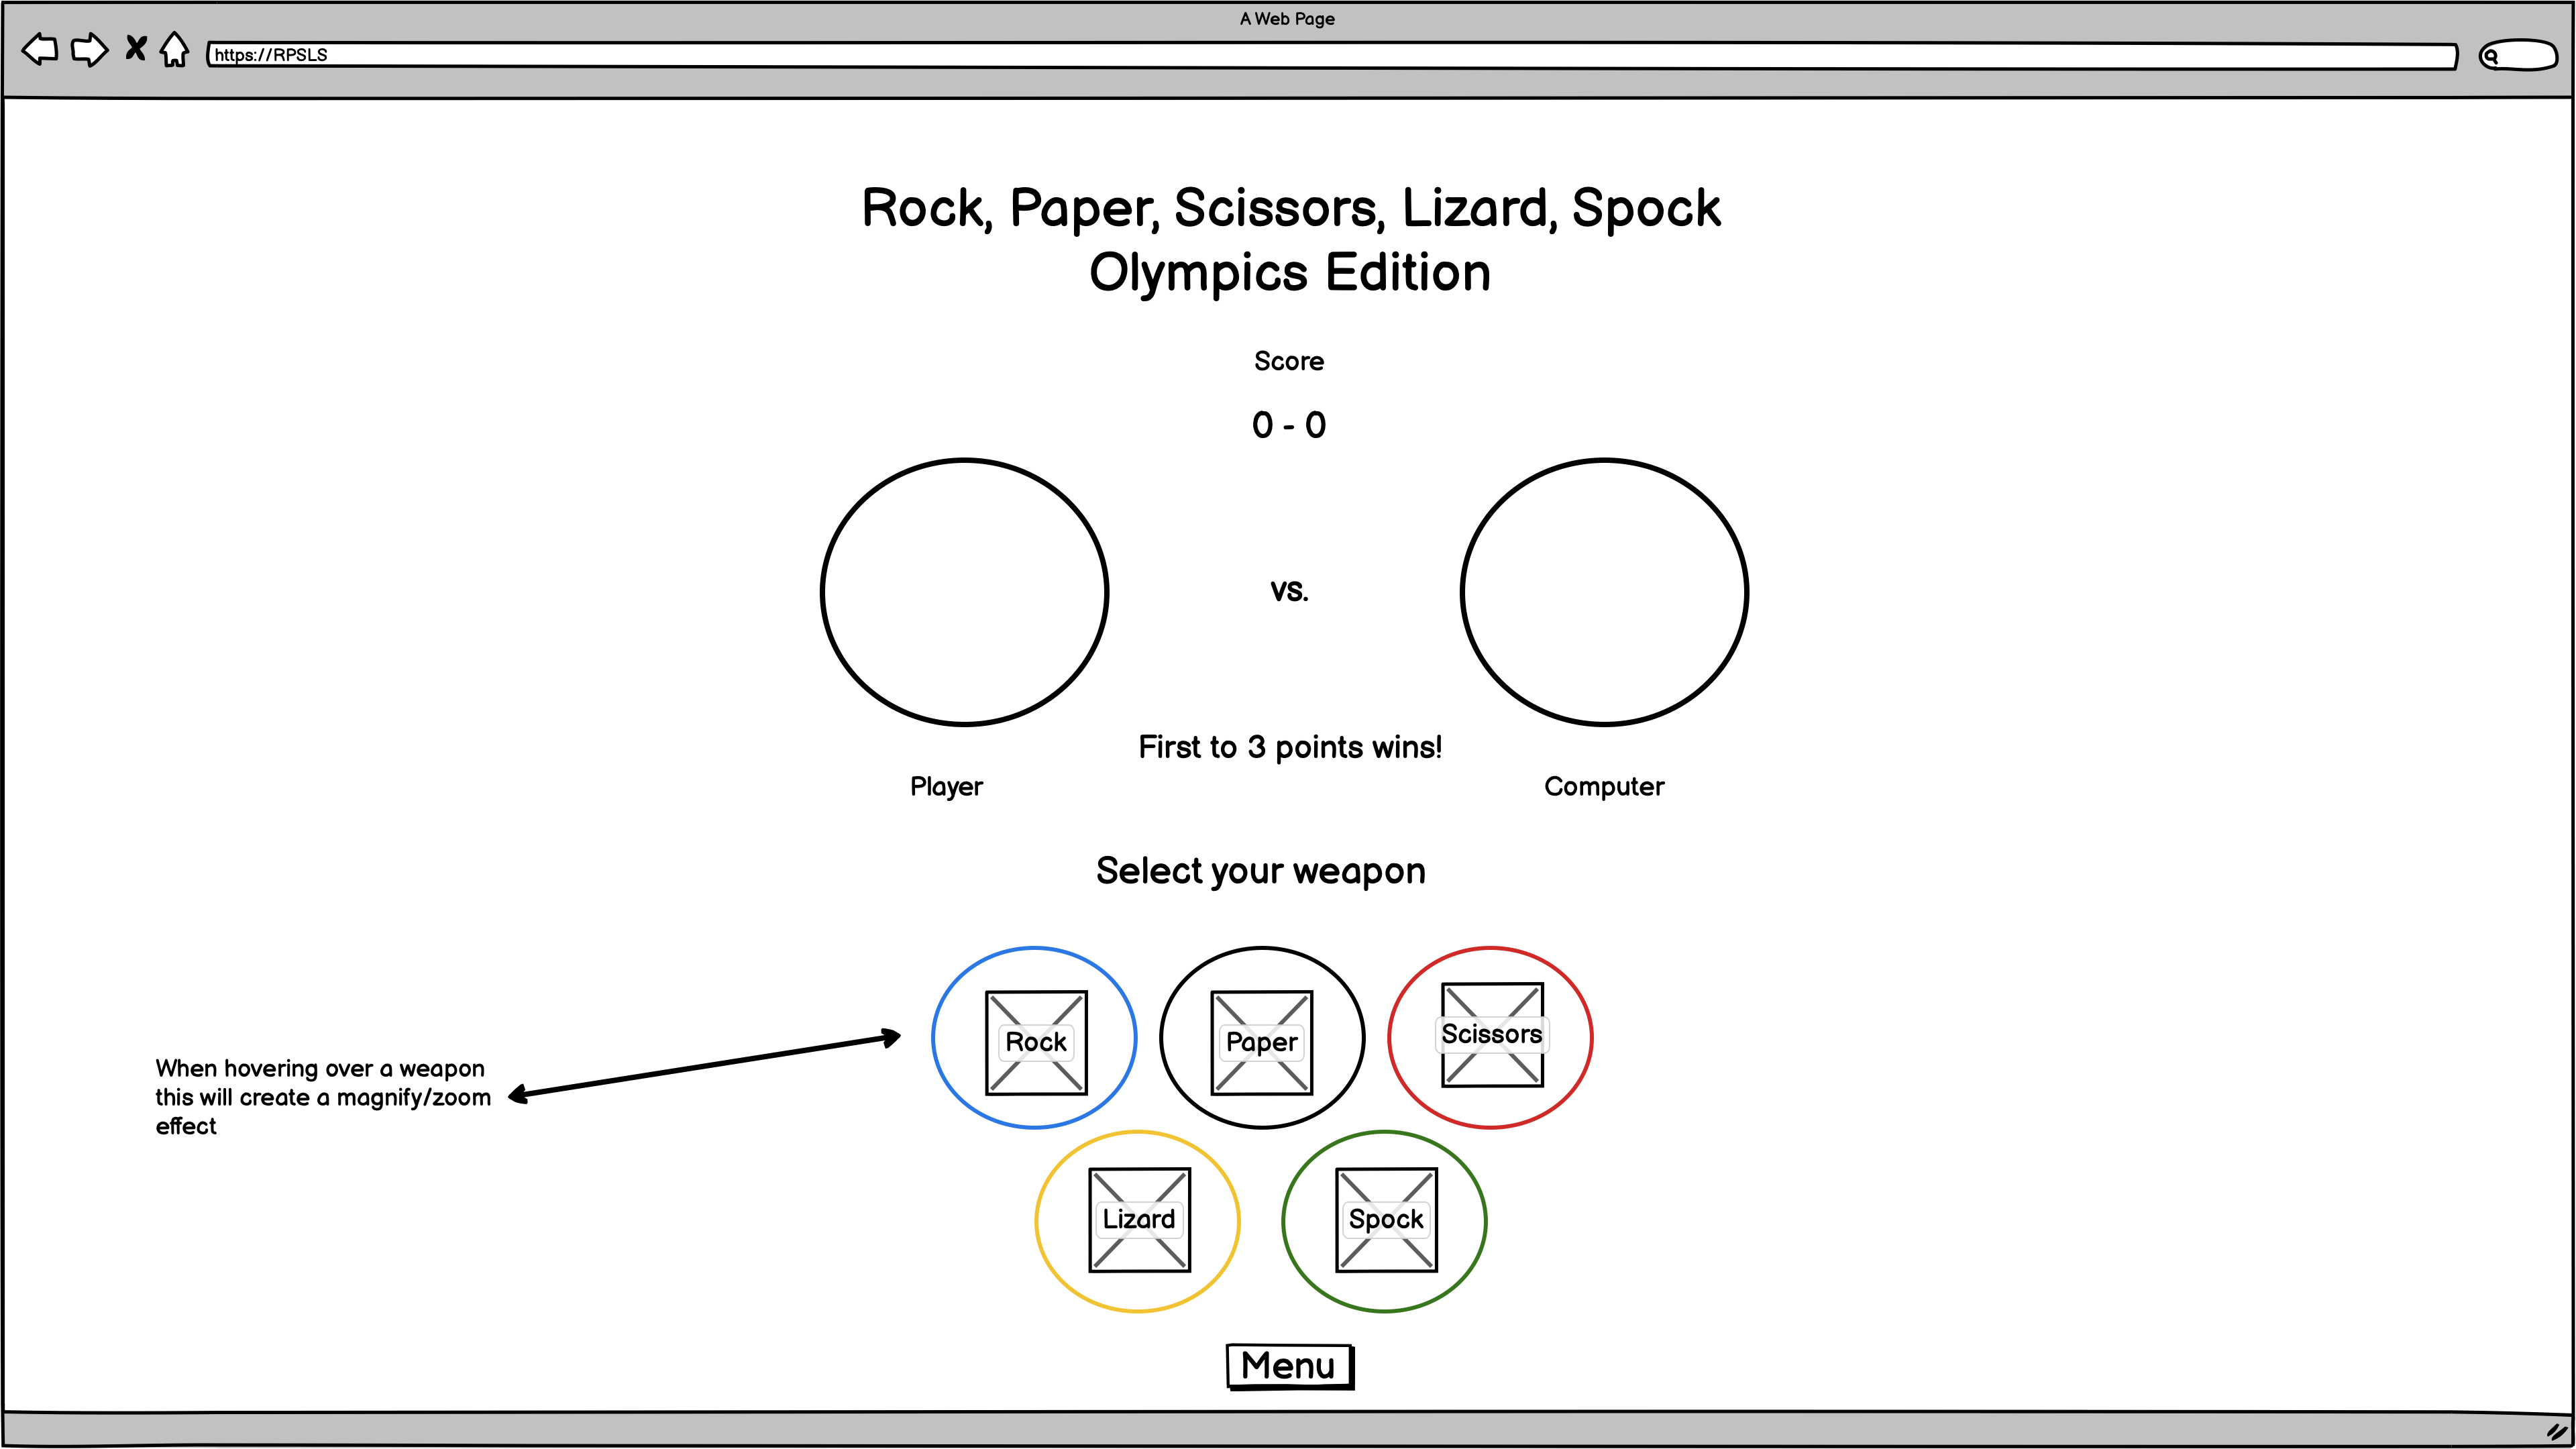 A Web Page
https://RPSLS
Rock, Paper, Scissors, Lizard, Spock
Olympics Edition
Score
0 - 0
vs.
First to 3 points wins!
Player
Computer
Select your weapon
Rock
Paper
Scissors
When hovering over a weapon
this will create a magnify/zoom
effect
Lizard
Spock
Menu